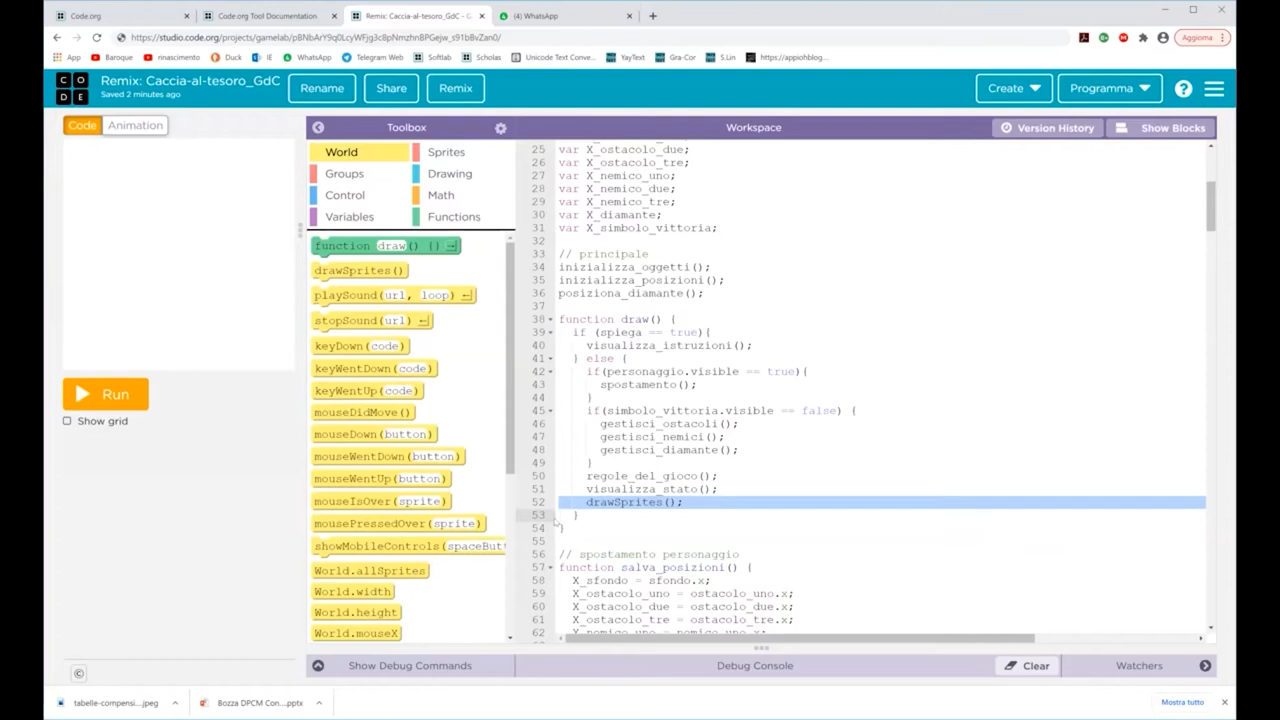 Code.org
Code.org Tool Documentation
Remix: Caccia-al-tesoro_GdC - G
(4) WhatsApp
Aggiorna
App
Baroque
rinascimento
Duck
IE
WhatsApp
Telegram Web
Softlab
Scholas
Unicode Text Conve...
YayText
Gra-Cor
S.Lin
https://appiohblog...
C O
D E
Remix: Caccia-al-tesoro_GdC
Saved 2 minutes ago
Rename
Share
Remix
Create
Programma
?
Code
Animation
Toolbox
Workspace
Version History
Show Blocks
World
Sprites
Groups
Drawing
Control
Math
Variables
Functions
function draw() {}
drawSprites()
playSound(url, loop)
stopSound(url)
keyDown(code)
keyWentDown(code)
keyWentUp(code)
mouseDidMove()
mouseDown(button)
mouseWentDown(button)
mouseWentUp(button)
mouseIsOver(sprite)
mousePressedOver(sprite)
showMobileControls(spaceButt
World.allSprites
World.width
World.height
World.mouseX
Run
Show grid
25 var X_ostacolo_due;
26 var X_ostacolo_tre;
27 var X_nemico_uno;
28 var X_nemico_due;
29 var X_nemico_tre;
30 var X_diamante;
31 var X_simbolo_vittoria;
32
33 // principale
34 inizializza_oggetti();
35 inizializza_posizioni();
36 posiziona_diamante();
37
38 function draw() {
39 if (spiega == true){
40 visualizza_istruzioni();
41 } else {
42 if(personaggio.visible == true){
43 spostamento();
44 }
45 if(simbolo_vittoria.visible == false) {
46 gestisci_ostacoli();
47 gestisci_nemici();
48 gestisci_diamante();
49 }
50 regole_del_gioco();
51 visualizza_stato();
52 drawSprites();
53 }
54 }
55
56 // spostamento personaggio
57 function salva_posizioni() {
58 X_sfondo = sfondo.x;
59 X_ostacolo_uno = ostacolo_uno.x;
60 X_ostacolo_due = ostacolo_due.x;
61 X_ostacolo_tre = ostacolo_tre.x;
62 X_nemico_uno = nemico_uno.x;
©
Show Debug Commands
Debug Console
Clear
Watchers
tabelle-compensi....jpeg
Bozza DPCM Con....pptx
Mostra tutto